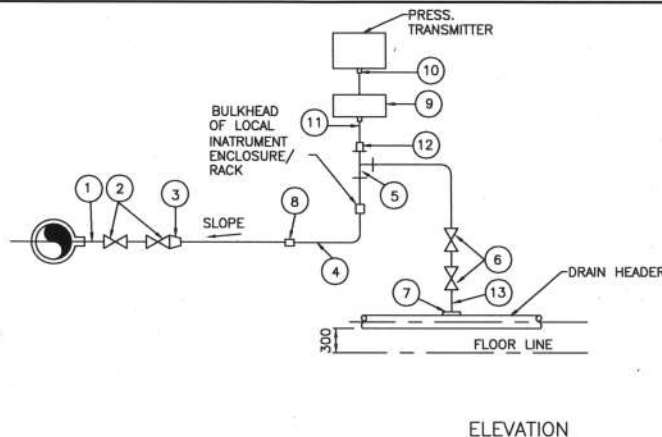 PRESS.
TRANSMITTER
10
9
BULKHEAD
OF LOCAL
INATRUMENT
ENCLOSURE/
RACK
11
12
5
1
2
3
SLOPE
8
4
6
7
13
DRAIN HEADER
300
FLOOR LINE
ELEVATION